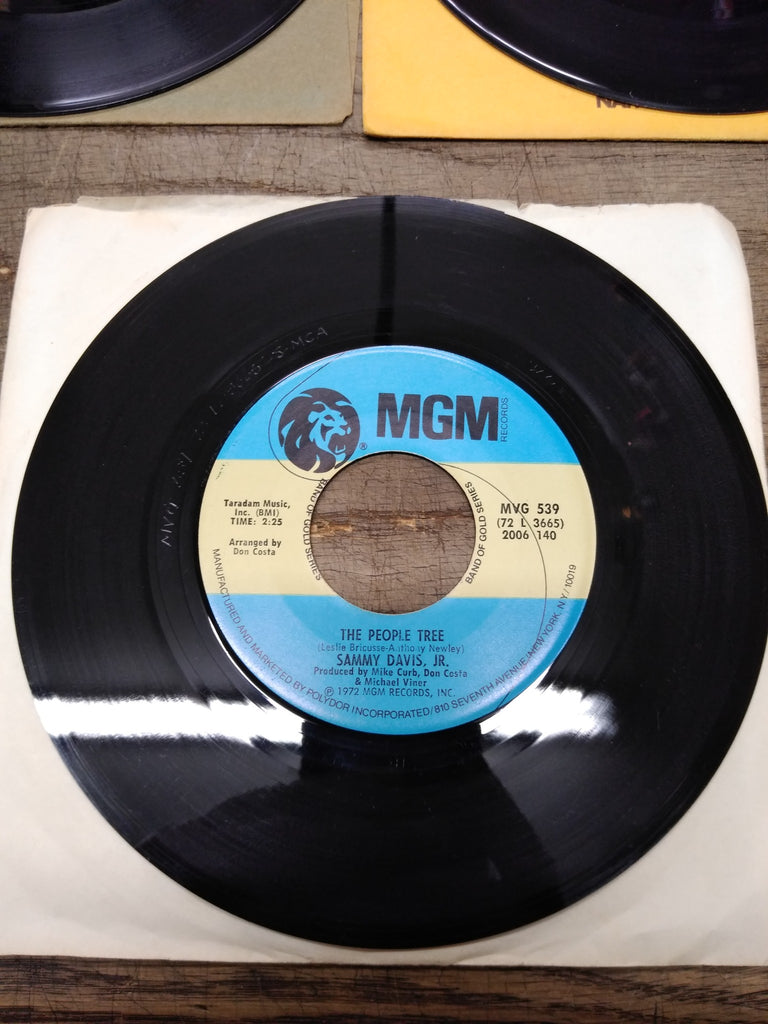 NA
MGM
RECORDS
®
Taradam Music,
Inc. (BMI)
TIME: 2:25
Arranged by
Don Costa
BAND OF GOLD SERIES
BAND OF GOLD SERIES
MVG 539
(72 L 3665)
2006 140
THE PEOPLE TREE
(Leslie Bricusse-Anthony Newley)
SAMMY DAVIS, JR.
Produced by Mike Curb, Don Costa
& Michael Viner
℗ 1972 MGM RECORDS, INC.
MANUFACTURED AND MARKETED BY POLYDOR INCORPORATED/810 SEVENTH AVENUE/NEW YORK, N.Y./10019